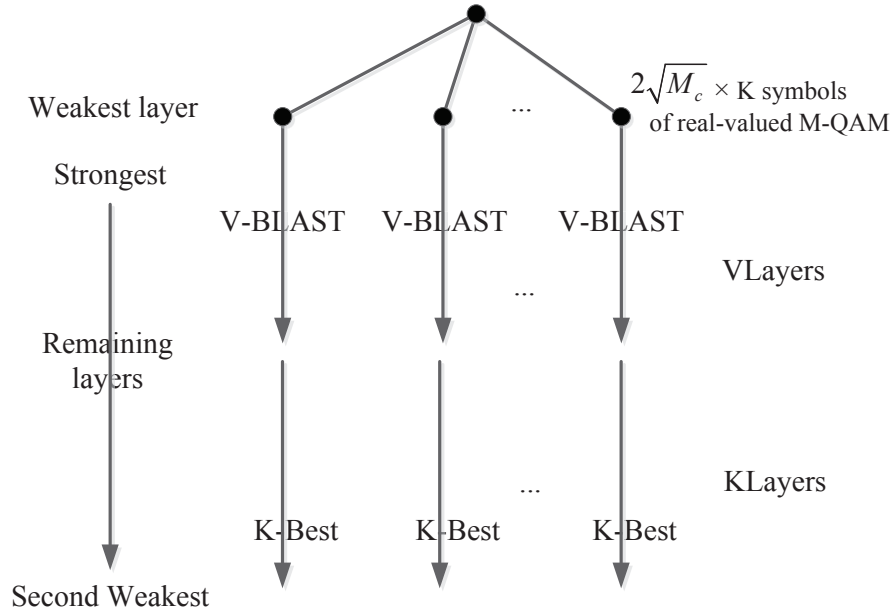 Weakest layer
...
2√M_c × K symbols
of real-valued M-QAM
Strongest
V-BLAST V-BLAST V-BLAST
VLayers
...
Remaining
layers
...
KLayers
K-Best K-Best K-Best
Second Weakest